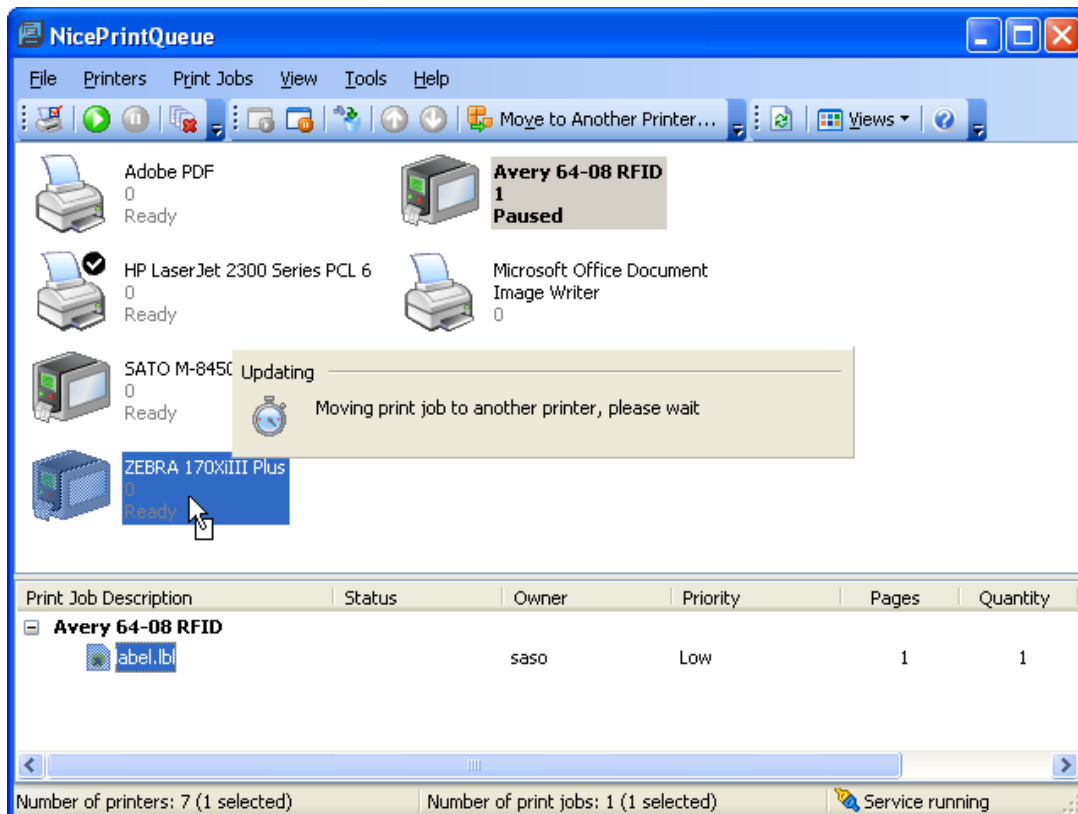 NicePrintQueue
File Printers Print Jobs View Tools Help
Move to Another Printer... Views
Adobe PDF
0
Ready
Avery 64-08 RFID
1
Paused
HP LaserJet 2300 Series PCL 6
0
Ready
Microsoft Office Document
Image Writer
0
SATO M-8450
0
Ready
Updating
Moving print job to another printer, please wait
ZEBRA 170XiIII Plus
0
Ready
Print Job Description Status Owner Priority Pages Quantity
Avery 64-08 RFID
label.lbl saso Low 1 1
Number of printers: 7 (1 selected) Number of print jobs: 1 (1 selected) Service running